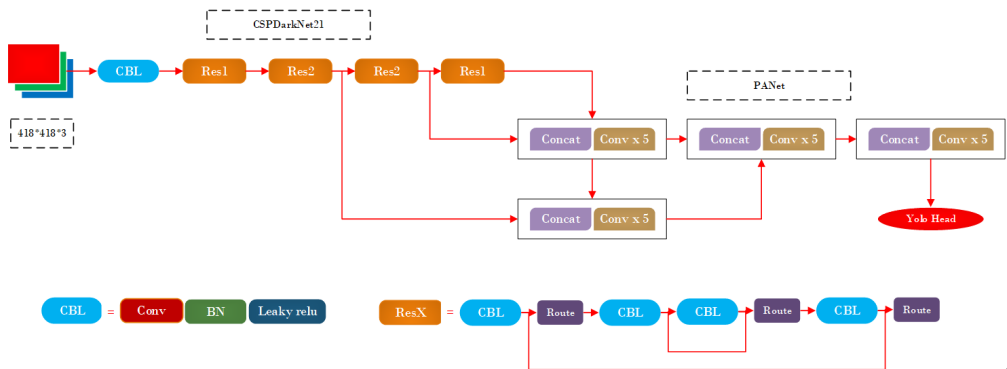 CSPDarkNet21
CBL
Res1
Res2
Res2
Res1
PANet
418*418*3
Concat
Conv x 5
Concat
Conv x 5
Concat
Conv x 5
Concat
Conv x 5
Yolo Head
CBL
=
Conv
BN
Leaky relu
ResX
=
CBL
Route
CBL
CBL
Route
CBL
Route